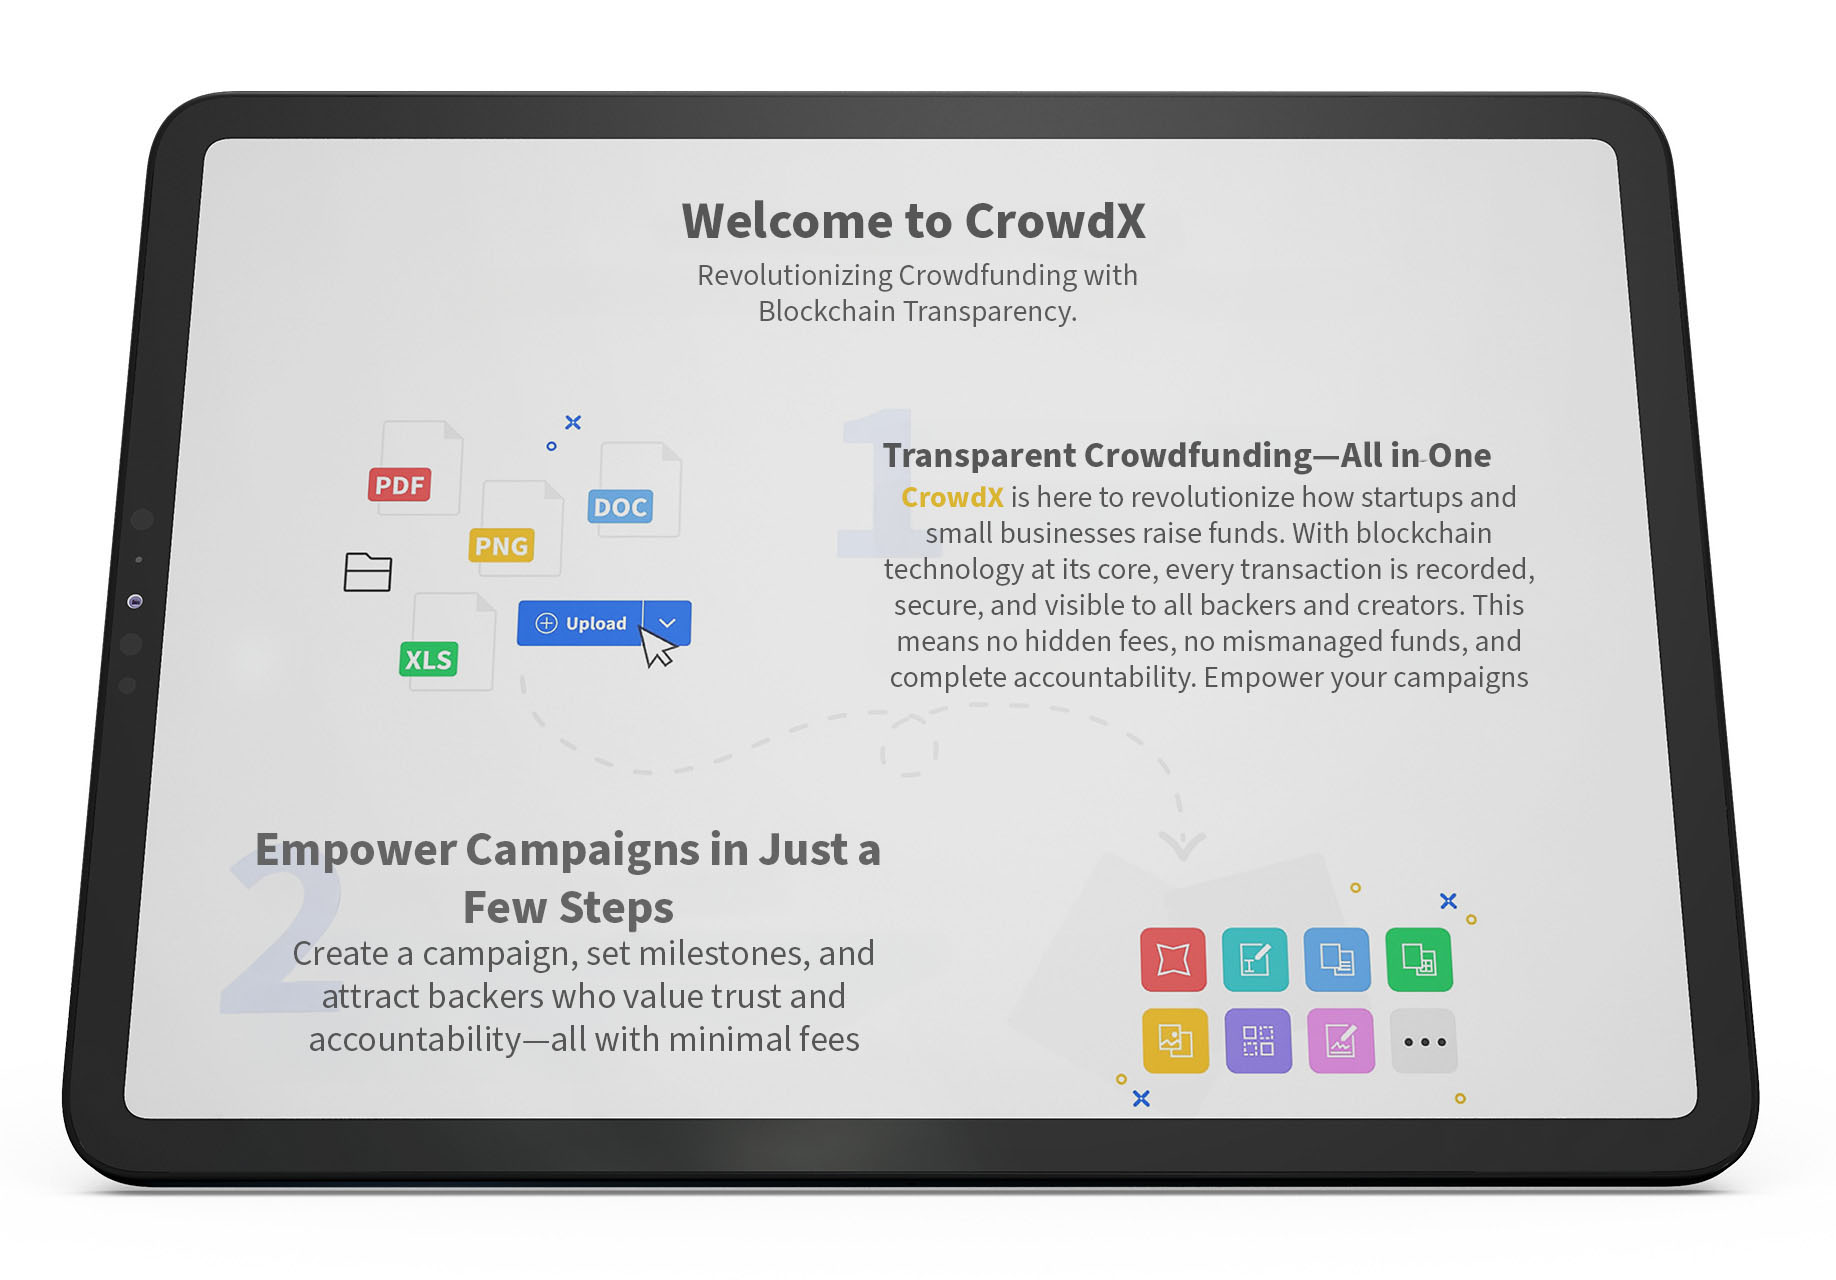 Welcome to CrowdX
Revolutionizing Crowdfunding with
Blockchain Transparency.
PDF
PNG
DOC
XLS
Upload
1
Transparent Crowdfunding—All in One
CrowdX is here to revolutionize how startups and
small businesses raise funds. With blockchain
technology at its core, every transaction is recorded,
secure, and visible to all backers and creators. This
means no hidden fees, no mismanaged funds, and
complete accountability. Empower your campaigns
2
Empower Campaigns in Just a
Few Steps
Create a campaign, set milestones, and
attract backers who value trust and
accountability—all with minimal fees